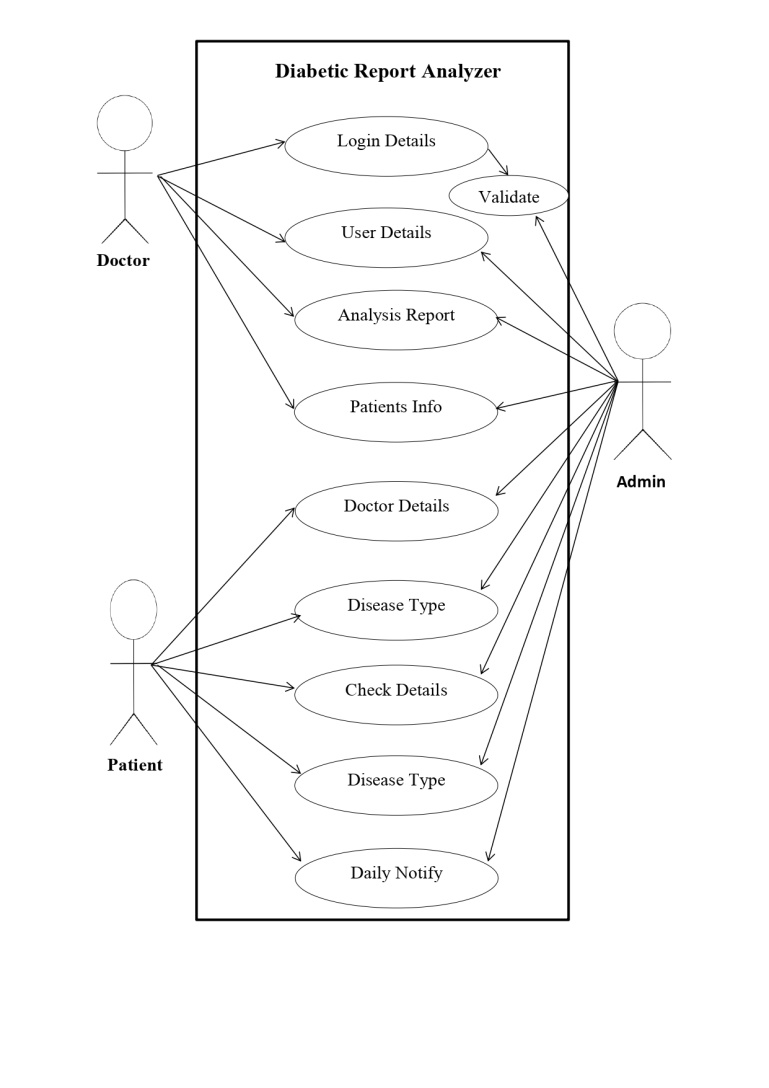 Diabetic Report Analyzer
Login Details
Validate
User Details
Doctor
Analysis Report
Patients Info
Admin
Doctor Details
Disease Type
Check Details
Patient
Disease Type
Daily Notify